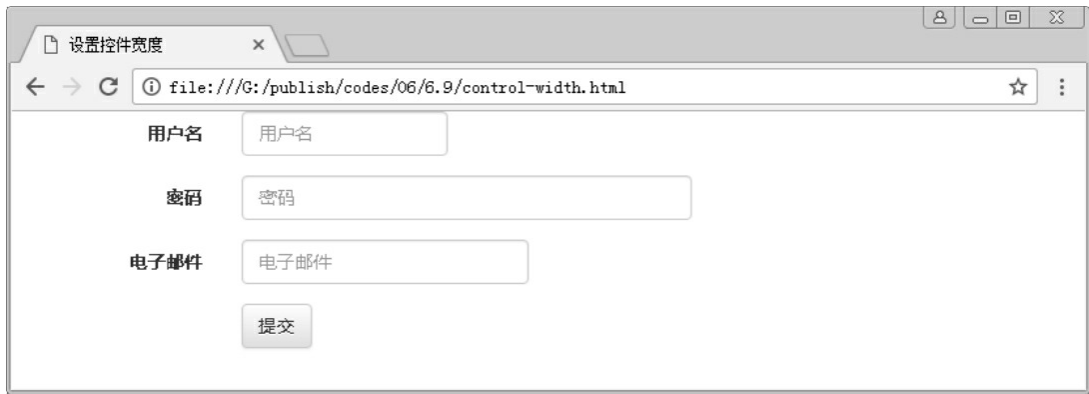 设置控件宽度
file:///G:/publish/codes/06/6.9/control-width.html
用户名 用户名
密码 密码
电子邮件 电子邮件
提交